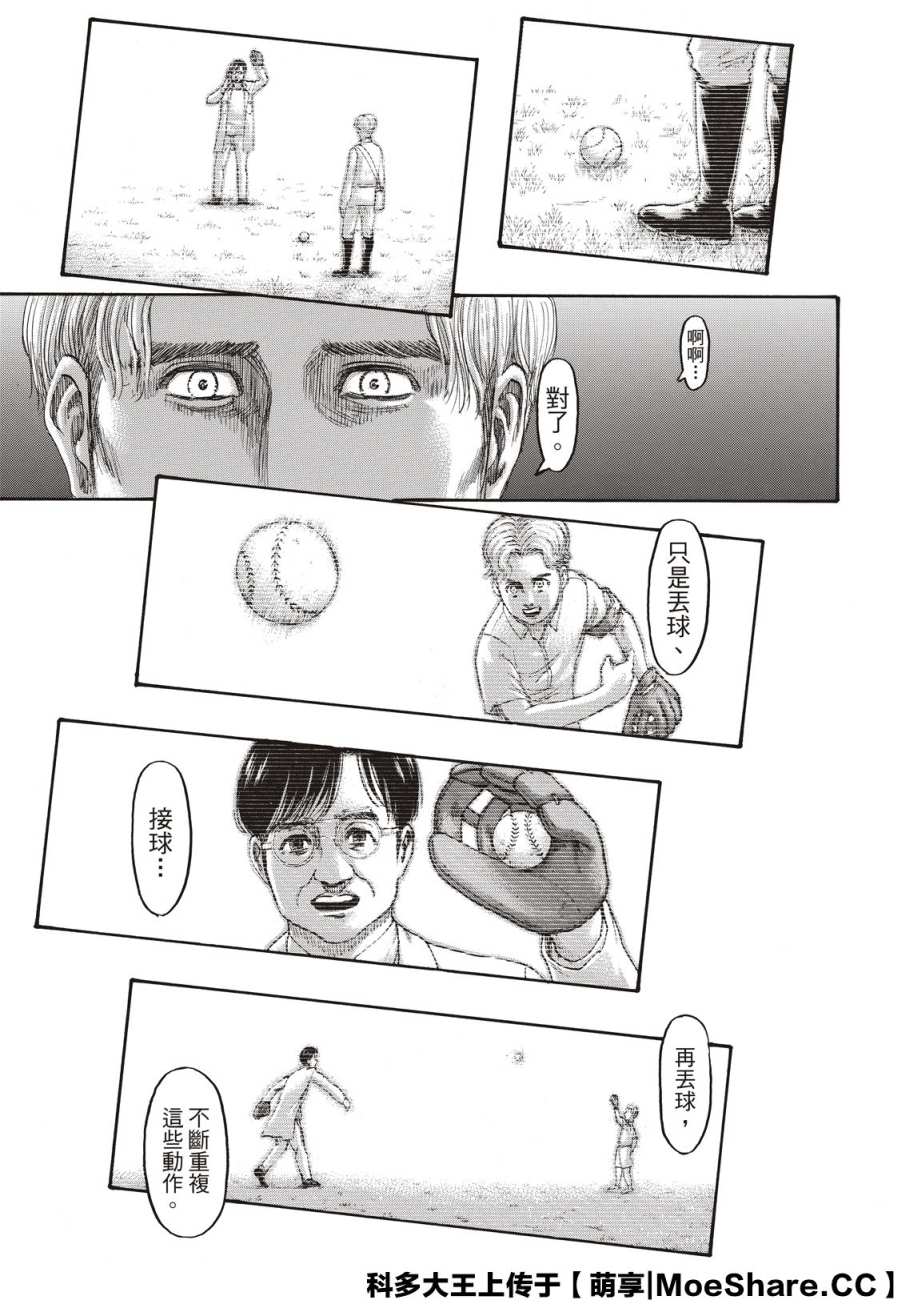 啊啊…
對了。
只是丟球、
接球…
再丟球，
不斷重複
這些動作。
科多大王上传于【萌享|MoeShare.CC】